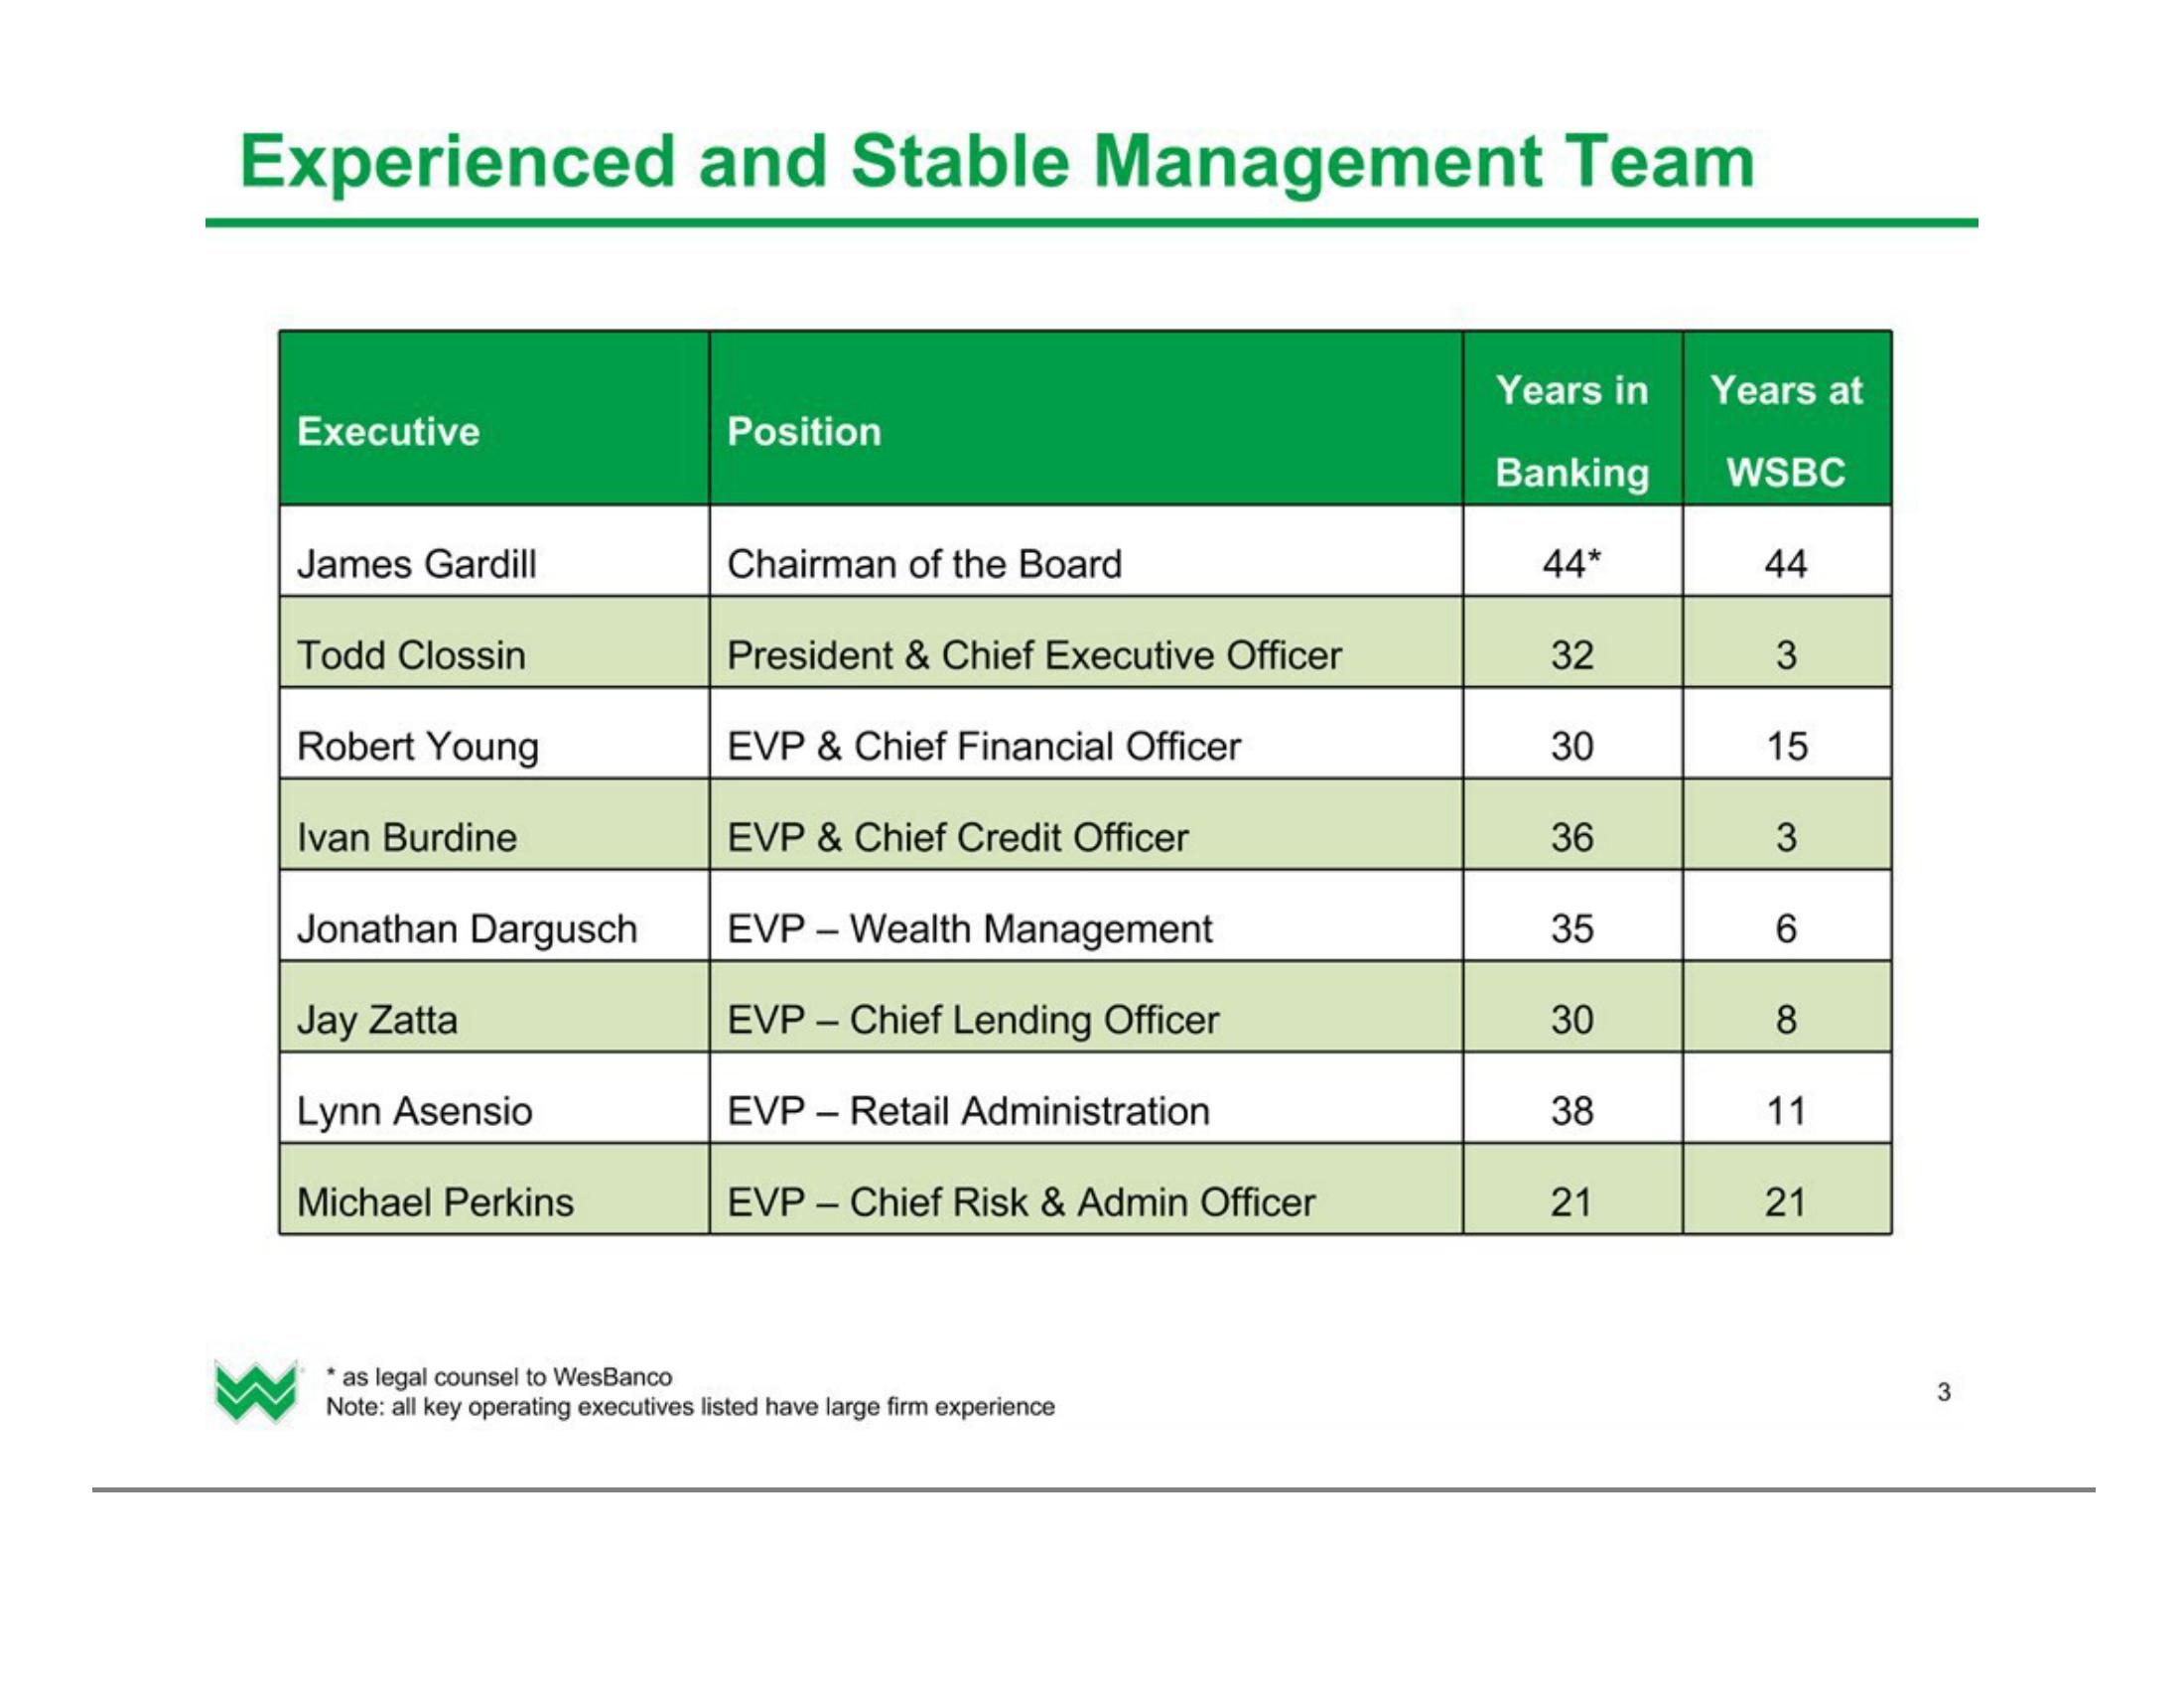 Experienced and Stable Management Team
Executive Position Years in Banking Years at WSBC
James Gardill Chairman of the Board 44* 44
Todd Clossin President & Chief Executive Officer 32 3
Robert Young EVP & Chief Financial Officer 30 15
Ivan Burdine EVP & Chief Credit Officer 36 3
Jonathan Dargusch EVP – Wealth Management 35 6
Jay Zatta EVP – Chief Lending Officer 30 8
Lynn Asensio EVP – Retail Administration 38 11
Michael Perkins EVP – Chief Risk & Admin Officer 21 21
* as legal counsel to WesBanco
Note: all key operating executives listed have large firm experience
3